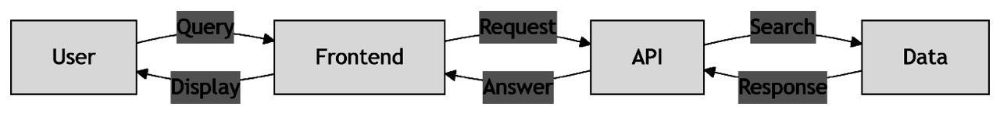 Query
Request
Search
User
Frontend
API
Data
Display
Answer
Response